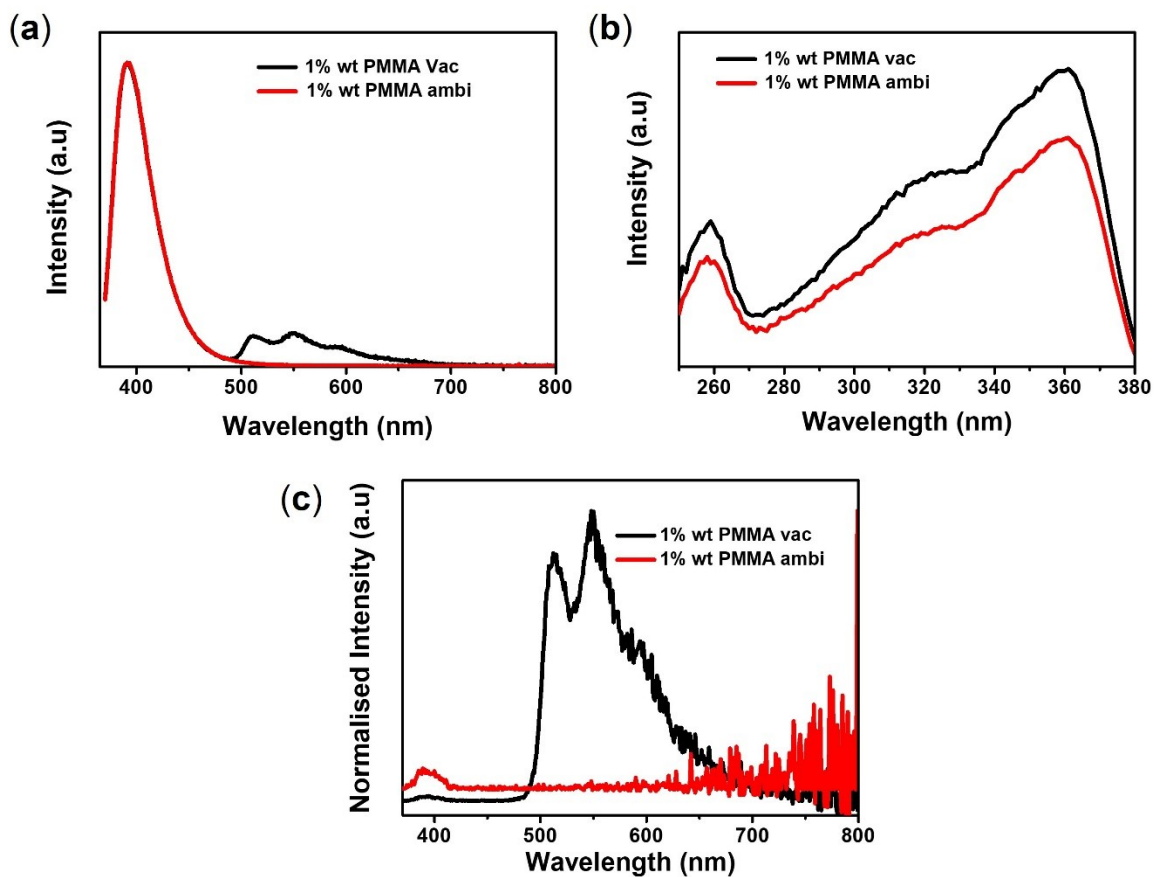 (a)
1% wt PMMA Vac
1% wt PMMA ambi
Intensity (a.u)
400 500 600 700 800
Wavelength (nm)
(b)
1% wt PMMA vac
1% wt PMMA ambi
Intensity (a.u)
260 280 300 320 340 360 380
Wavelength (nm)
(c)
1% wt PMMA vac
1% wt PMMA ambi
Normalised Intensity (a.u)
400 500 600 700 800
Wavelength (nm)